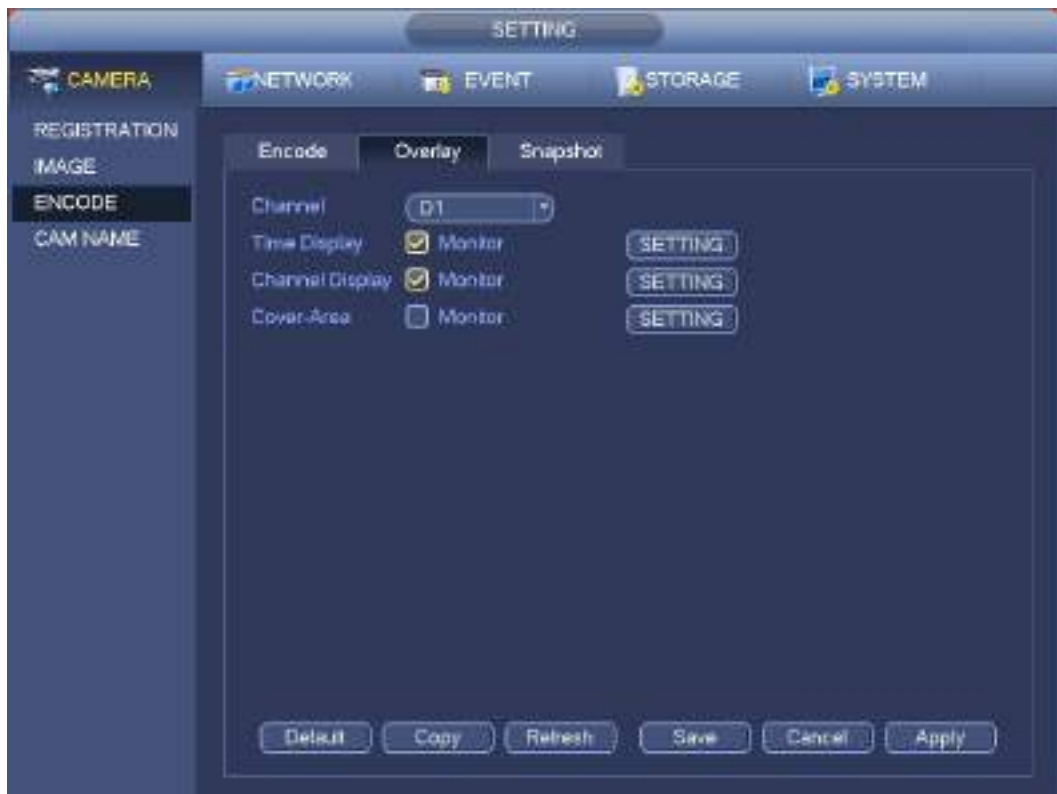 SETTING
CAMERA NETWORK EVENT STORAGE SYSTEM
REGISTRATION
IMAGE
ENCODE
CAM NAME
Encode Overlay Snapshot
Channel D1
Time Display Monitor SETTING
Channel Display Monitor SETTING
Cover-Area Monitor SETTING
Default Copy Refresh Save Cancel Apply